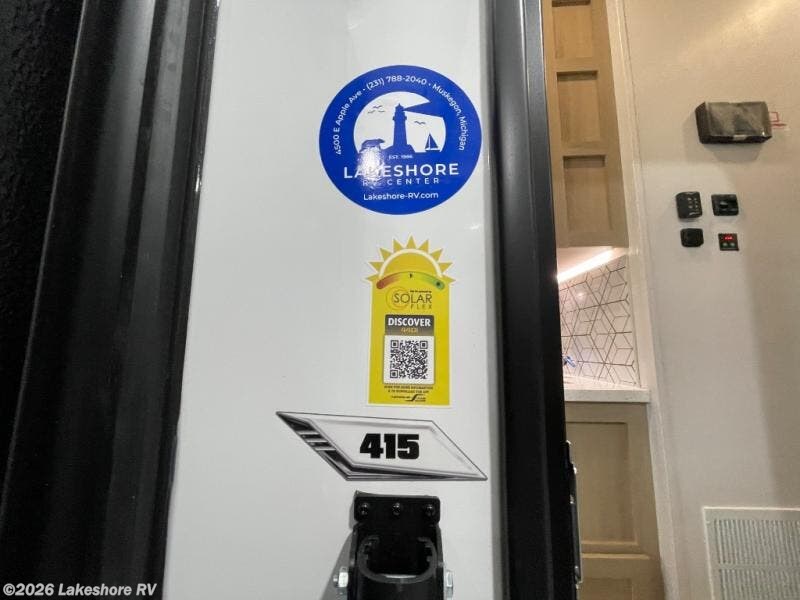 4500 E Apple Ave - (231) 788-2040 • Muskegon, Michigan
EST. 1986
LAKESHORE
RV CENTER
Lakeshore-RV.com
SOLAR
FLEX
DISCOVER
415
©2026 Lakeshore RV